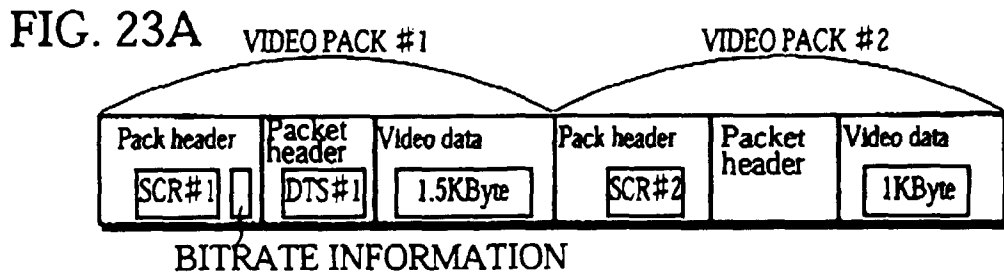 FIG. 23A
VIDEO PACK #1
VIDEO PACK #2
Pack header
Packet header
Video data
Pack header
Packet header
Video data
SCR#1
DTS#1
1.5KByte
SCR#2
1KByte
BITRATE INFORMATION